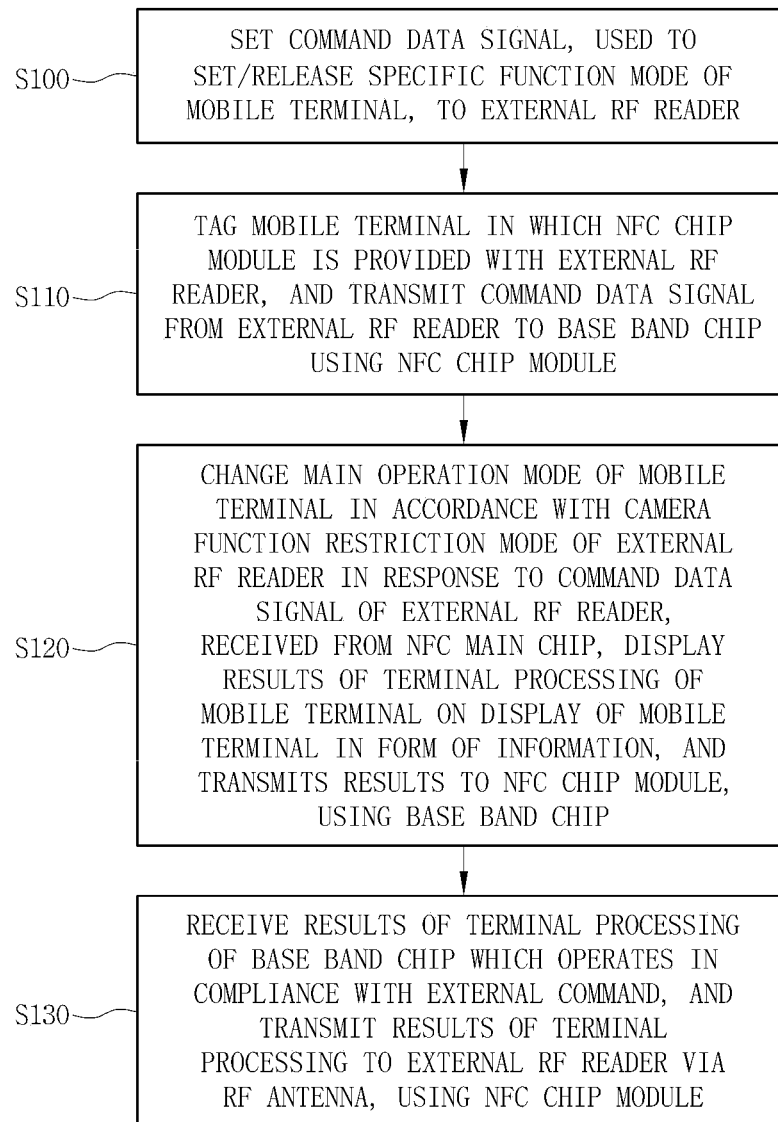 SET COMMAND DATA SIGNAL, USED TO
SET/RELEASE SPECIFIC FUNCTION MODE OF
MOBILE TERMINAL, TO EXTERNAL RF READER
S100
TAG MOBILE TERMINAL IN WHICH NFC CHIP
MODULE IS PROVIDED WITH EXTERNAL RF
READER, AND TRANSMIT COMMAND DATA SIGNAL
FROM EXTERNAL RF READER TO BASE BAND CHIP
USING NFC CHIP MODULE
S110
CHANGE MAIN OPERATION MODE OF MOBILE
TERMINAL IN ACCORDANCE WITH CAMERA
FUNCTION RESTRICTION MODE OF EXTERNAL
RF READER IN RESPONSE TO COMMAND DATA
SIGNAL OF EXTERNAL RF READER,
RECEIVED FROM NFC MAIN CHIP, DISPLAY
RESULTS OF TERMINAL PROCESSING OF
MOBILE TERMINAL ON DISPLAY OF MOBILE
TERMINAL IN FORM OF INFORMATION, AND
TRANSMITS RESULTS TO NFC CHIP MODULE,
USING BASE BAND CHIP
S120
RECEIVE RESULTS OF TERMINAL PROCESSING
OF BASE BAND CHIP WHICH OPERATES IN
COMPLIANCE WITH EXTERNAL COMMAND, AND
TRANSMIT RESULTS OF TERMINAL
PROCESSING TO EXTERNAL RF READER VIA
RF ANTENNA, USING NFC CHIP MODULE
S130